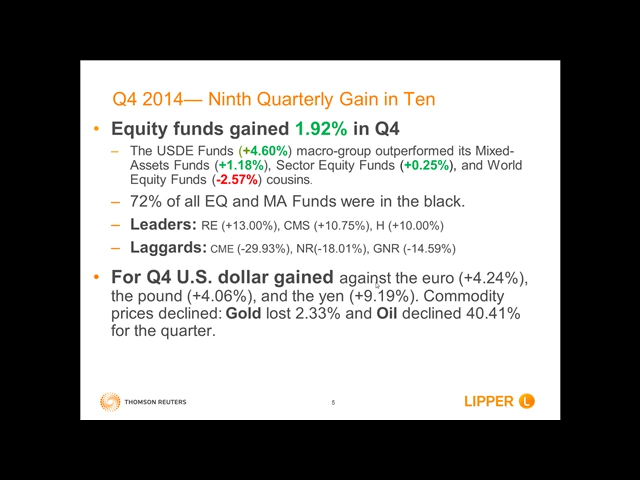 Q4 2014— Ninth Quarterly Gain in Ten
• Equity funds gained 1.92% in Q4
– The USDE Funds (+4.60%) macro-group outperformed its Mixed-
Assets Funds (+1.18%), Sector Equity Funds (+0.25%), and World
Equity Funds (-2.57%) cousins.
– 72% of all EQ and MA Funds were in the black.
– Leaders: RE (+13.00%), CMS (+10.75%), H (+10.00%)
– Laggards: CME (-29.93%), NR(-18.01%), GNR (-14.59%)
• For Q4 U.S. dollar gained against the euro (+4.24%),
the pound (+4.06%), and the yen (+9.19%). Commodity
prices declined: Gold lost 2.33% and Oil declined 40.41%
for the quarter.
THOMSON REUTERS
5
LIPPER L